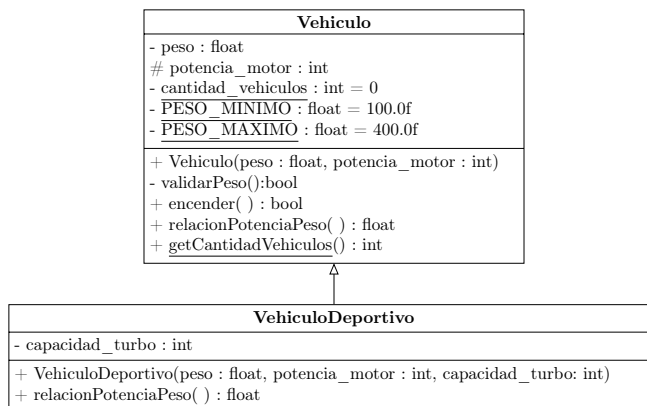 Vehiculo
- peso : float
# potencia_motor : int
- cantidad_vehiculos : int = 0
- PESO_MINIMO : float = 100.0f
- PESO_MAXIMO : float = 400.0f
+ Vehiculo(peso : float, potencia_motor : int)
- validarPeso():bool
+ encender( ) : bool
+ relacionPotenciaPeso( ) : float
+ getCantidadVehiculos() : int
VehiculoDeportivo
- capacidad_turbo : int
+ VehiculoDeportivo(peso : float, potencia_motor : int, capacidad_turbo: int)
+ relacionPotenciaPeso( ) : float